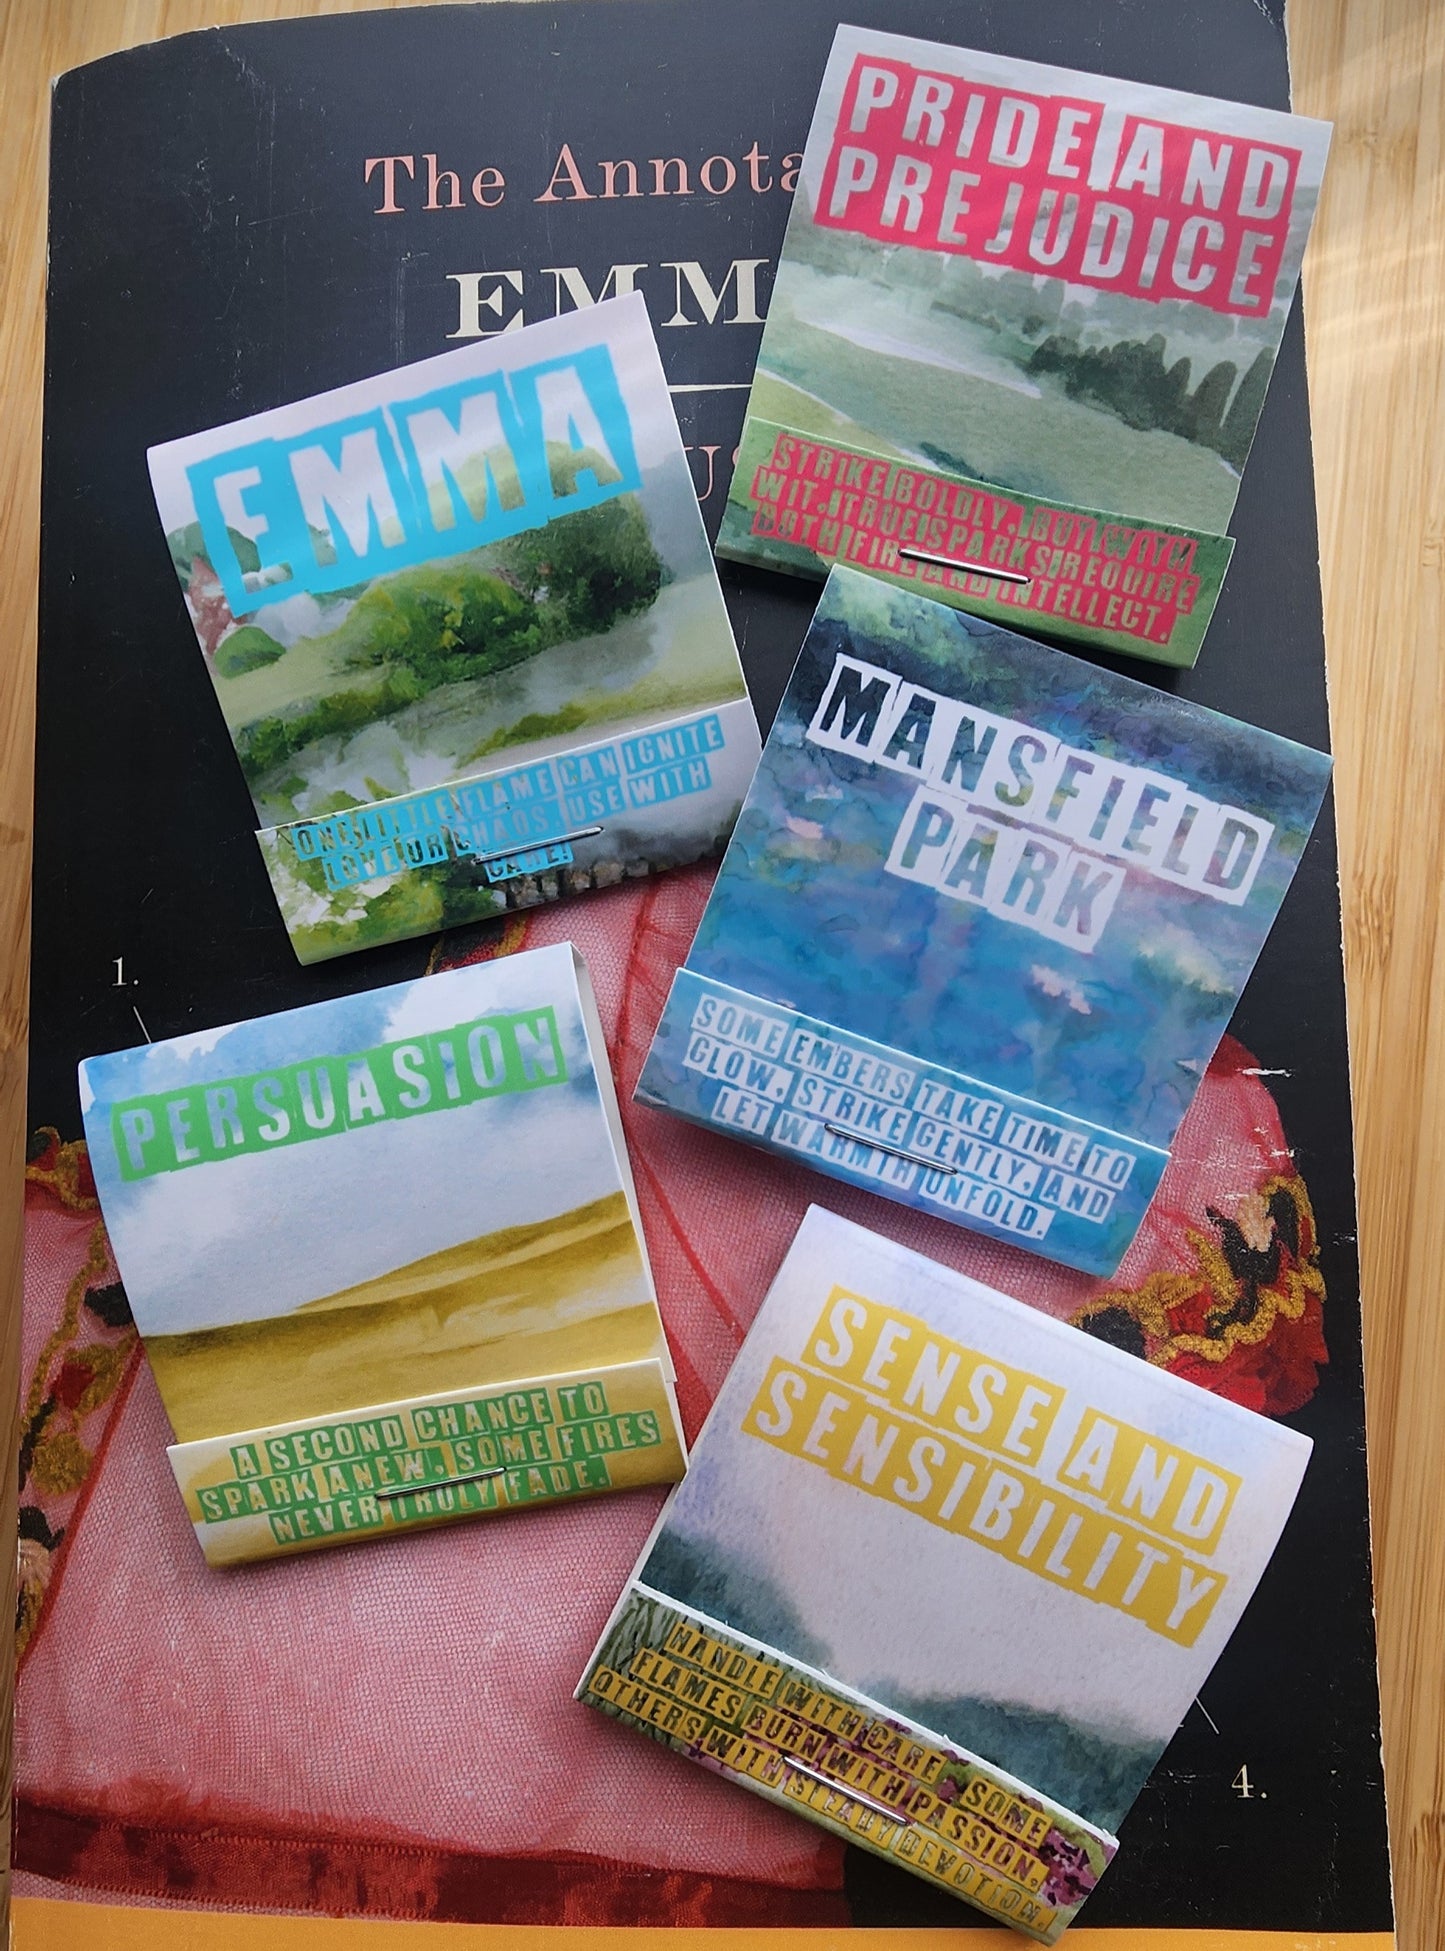 The Annota
EMM
US
PRIDE AND
PREJUDICE
STRIKE BOLDLY, BUT WITH
WIT. TRUE SPARKS REQUIRE
BOTH FIRE AND INTELLECT.
EMMA
ONE LITTLE FLAME CAN IGNITE
LOVE OR CHAOS. USE WITH
CARE!
MANSFIELD
PARK
SOME EMBERS TAKE TIME TO
GLOW, STRIKE GENTLY, AND
LET WARMTH UNFOLD.
1.
PERSUASION
A SECOND CHANCE TO
SPARK ANEW. SOME FIRES
NEVER TRULY FADE.
SENSE AND
SENSIBILITY
HANDLE WITH CARE SOME
FLAMES BURN WITH PASSION,
OTHERS WITH STEADY DEVOTION.
4.